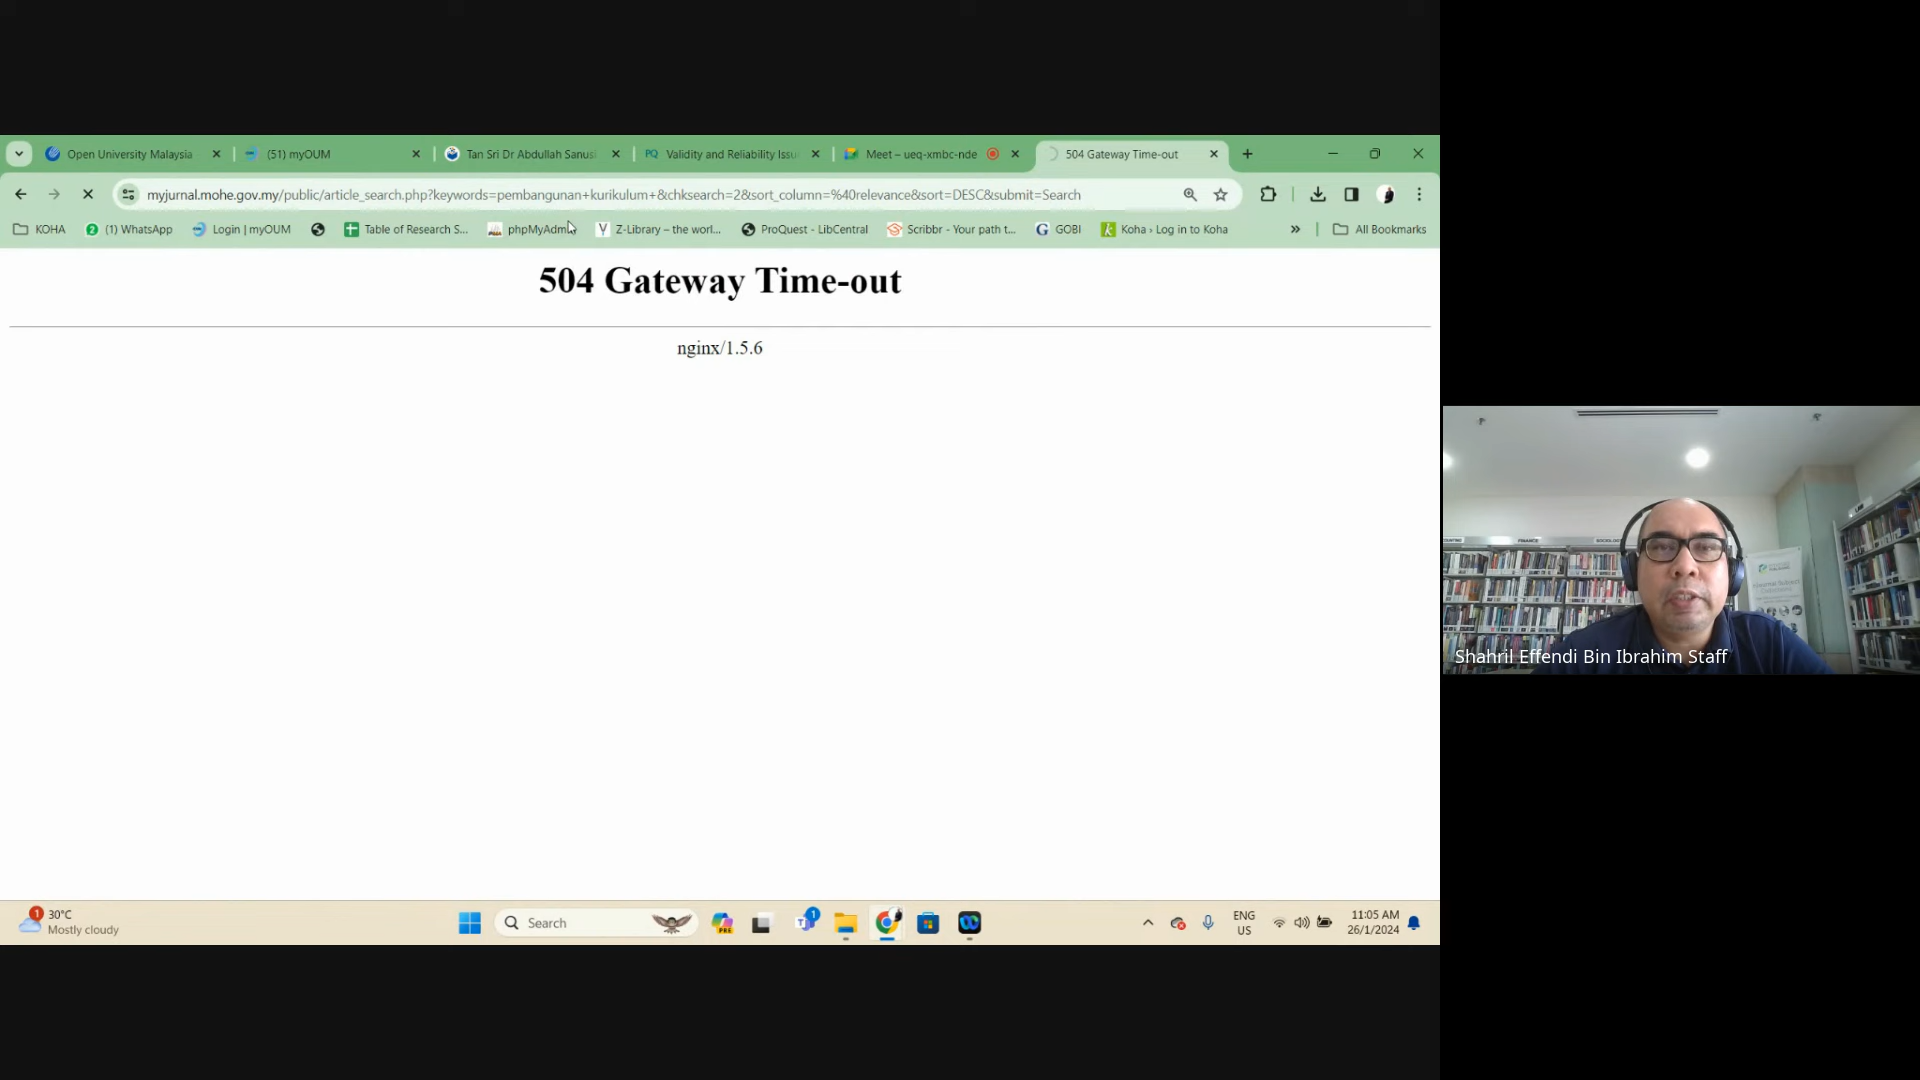 Open University Malaysia
(51) myOUM
Tan Sri Dr Abdullah Sanusi
Validity and Reliability Issu
Meet – ueq-xmbc-nde
504 Gateway Time-out
myjurnal.mohe.gov.my/public/article_search.php?keywords=pembangunan+kurikulum+&chksearch=2&sort_column=%40relevance&sort=DESC&submit=Search
KOHA
(1) WhatsApp
Login | myOUM
Table of Research S...
phpMyAdmin
Z-Library – the worl...
ProQuest - LibCentral
Scribbr - Your path t...
GOBI
Koha › Log in to Koha
All Bookmarks
504 Gateway Time-out
nginx/1.5.6
FINANCE
LAW
Shahril Effendi Bin Ibrahim Staff
30°C
Mostly cloudy
Search
ENG
US
11:05 AM
26/1/2024